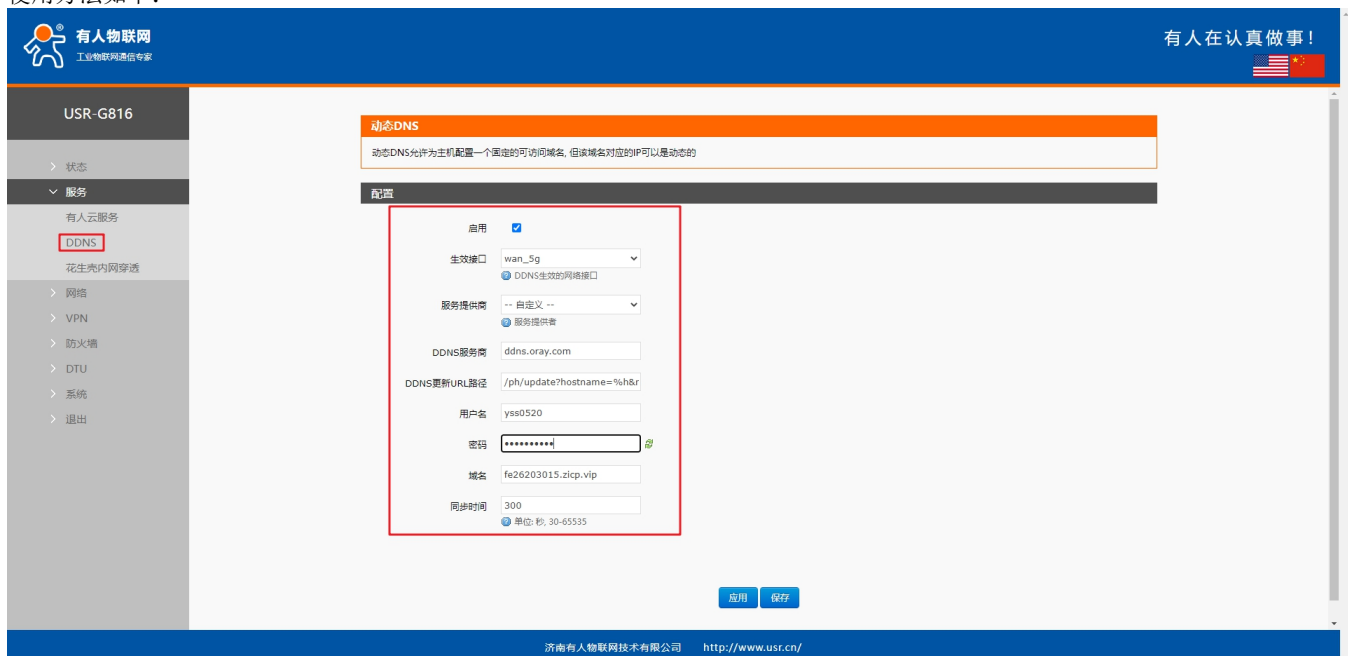 使用方法如下：
有人物联网
工业物联网通信专家
有人在认真做事！
USR-G816
状态
服务
有人云服务
DDNS
花生壳内网穿透
网络
VPN
防火墙
DTU
系统
退出
动态DNS
动态DNS允许为主机配置一个固定的可访问域名, 但该域名对应的IP可以是动态的
配置
启用
生效接口 wan_5g
DDNS生效的网络接口
服务提供商 -- 自定义 --
服务提供者
DDNS服务商 ddns.oray.com
DDNS更新URL路径 /ph/update?hostname=%h&r
用户名 yss0520
密码 ••••••••••
域名 fe26203015.zicp.vip
同步时间 300
单位: 秒, 30-65535
应用 保存
济南有人物联网技术有限公司 http://www.usr.cn/